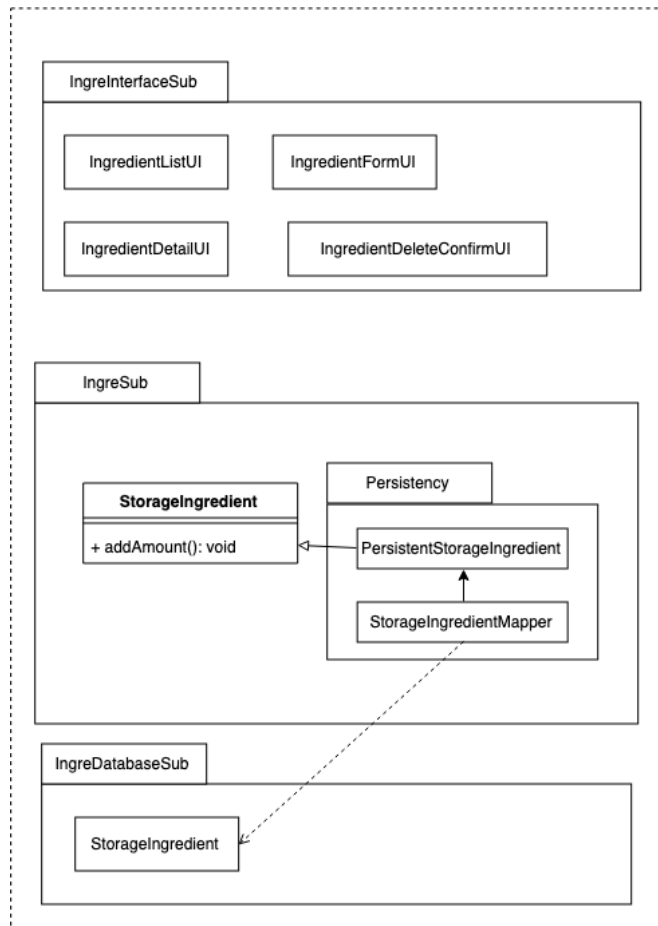 IngreInterfaceSub
IngredientListUI
IngredientFormUI
IngredientDetailUI
IngredientDeleteConfirmUI
IngreSub
StorageIngredient
+ addAmount(): void
Persistency
PersistentStorageIngredient
StorageIngredientMapper
IngreDatabaseSub
StorageIngredient